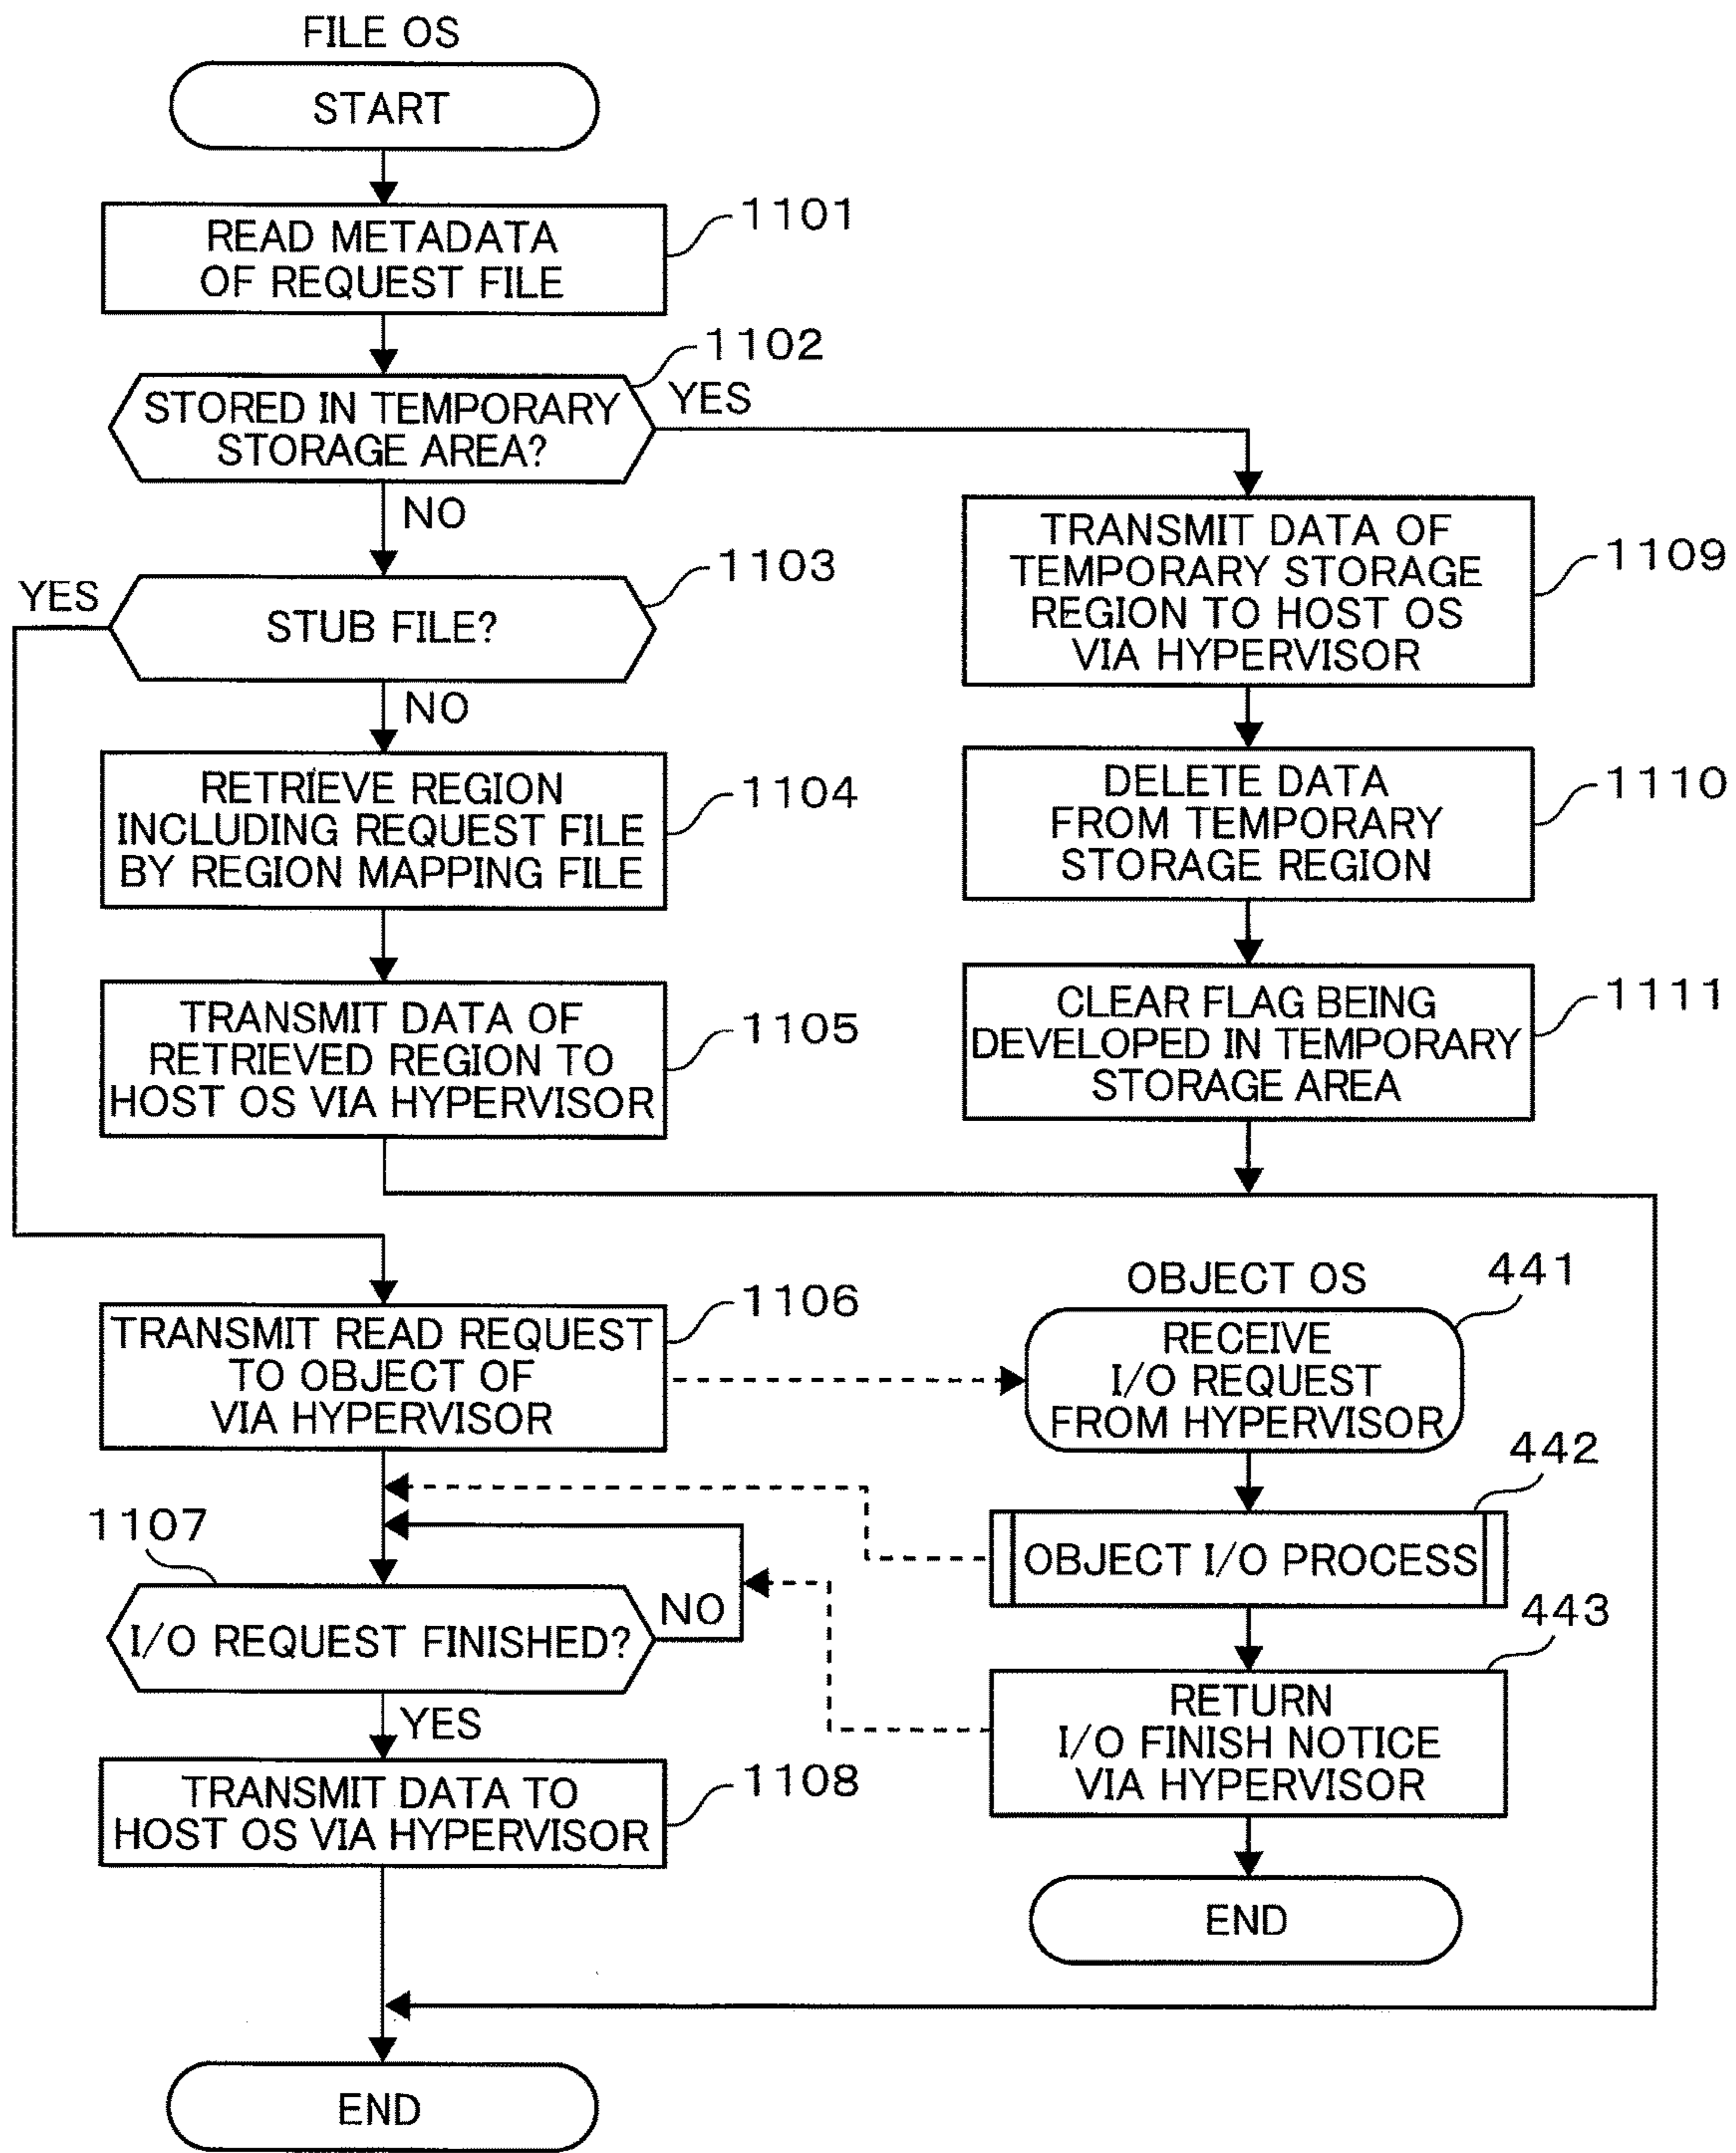 FILE OS
START
READ METADATA
OF REQUEST FILE
1101
STORED IN TEMPORARY
STORAGE AREA?
1102
YES
NO
STUB FILE?
1103
YES
NO
RETRIEVE REGION
INCLUDING REQUEST FILE
BY REGION MAPPING FILE
1104
TRANSMIT DATA OF
RETRIEVED REGION TO
HOST OS VIA HYPERVISOR
1105
TRANSMIT DATA OF
TEMPORARY STORAGE
REGION TO HOST OS
VIA HYPERVISOR
1109
DELETE DATA
FROM TEMPORARY
STORAGE REGION
1110
CLEAR FLAG BEING
DEVELOPED IN TEMPORARY
STORAGE AREA
1111
TRANSMIT READ REQUEST
TO OBJECT OF
VIA HYPERVISOR
1106
1107
I/O REQUEST FINISHED?
NO
YES
TRANSMIT DATA TO
HOST OS VIA HYPERVISOR
1108
END
OBJECT OS
441
RECEIVE
I/O REQUEST
FROM HYPERVISOR
442
OBJECT I/O PROCESS
443
RETURN
I/O FINISH NOTICE
VIA HYPERVISOR
END